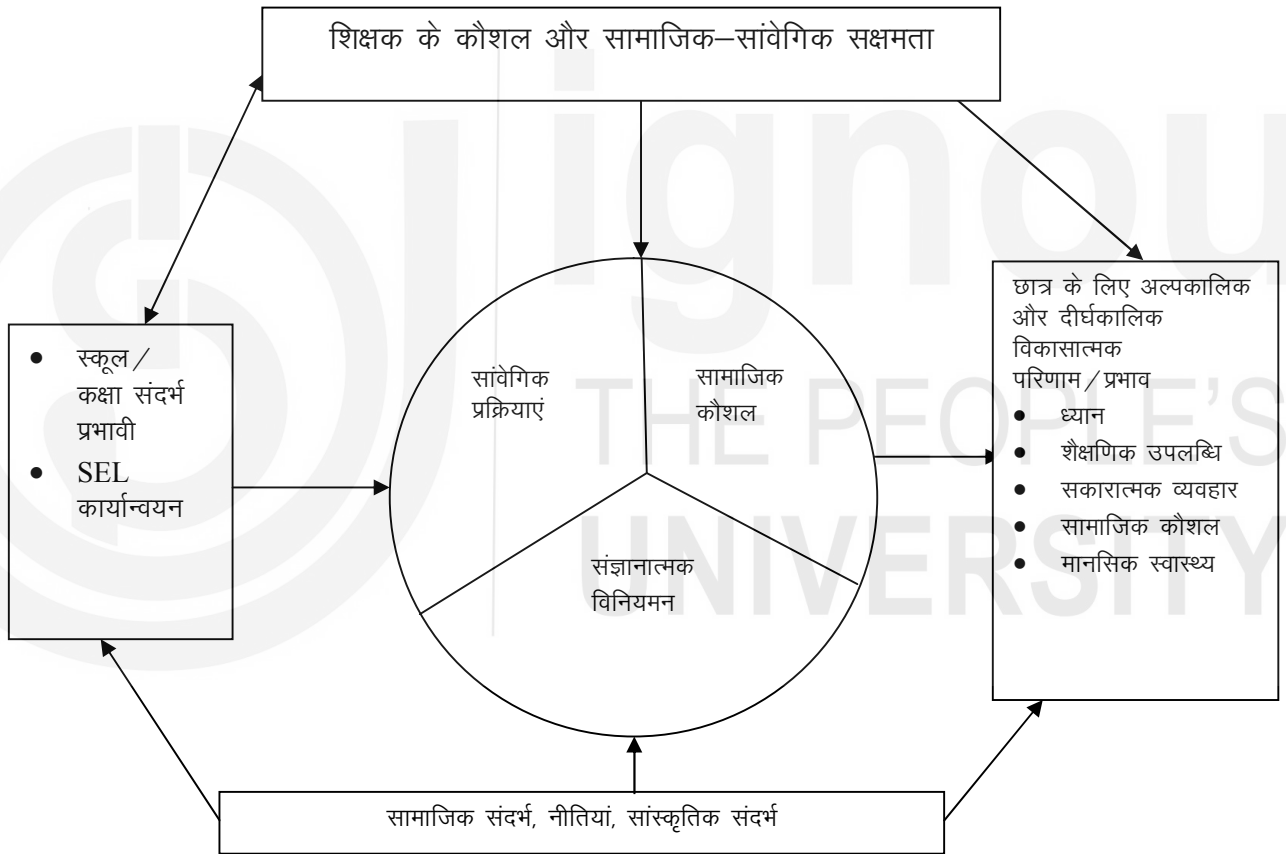 शिक्षक के कौशल और सामाजिक–सांवेगिक सक्षमता
ignou
THE PEOPLE'S
UNIVERSITY
• स्कूल /
कक्षा संदर्भ
प्रभावी
• SEL
कार्यान्वयन
सांवेगिक
प्रक्रियाएं
सामाजिक
कौशल
संज्ञानात्मक
विनियमन
छात्र के लिए अल्पकालिक
और दीर्घकालिक
विकासात्मक
परिणाम / प्रभाव
• ध्यान
• शैक्षणिक उपलब्धि
• सकारात्मक व्यवहार
• सामाजिक कौशल
• मानसिक स्वास्थ्य
सामाजिक संदर्भ, नीतियां, सांस्कृतिक संदर्भ